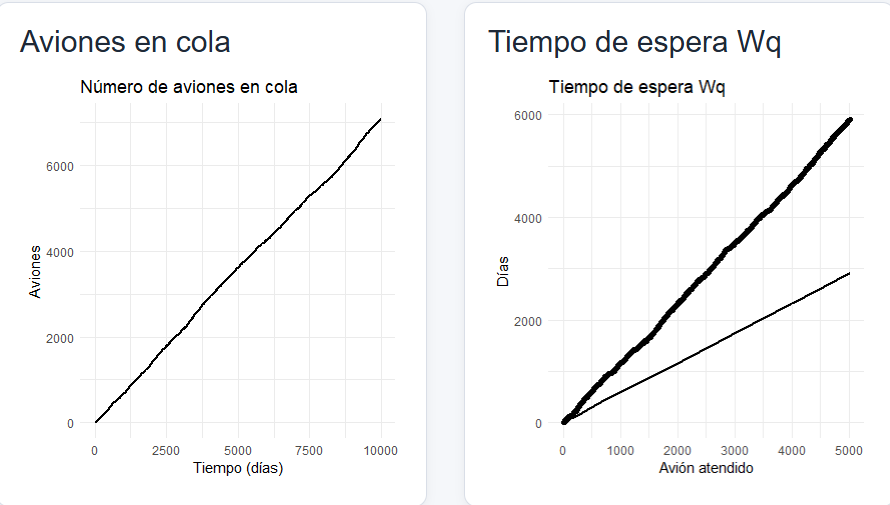 Aviones en cola
Número de aviones en cola
6000
4000
2000
0
Aviones
0 2500 5000 7500 10000
Tiempo (días)
Tiempo de espera Wq
Tiempo de espera Wq
6000
4000
2000
0
Días
0 1000 2000 3000 4000 5000
Avión atendido